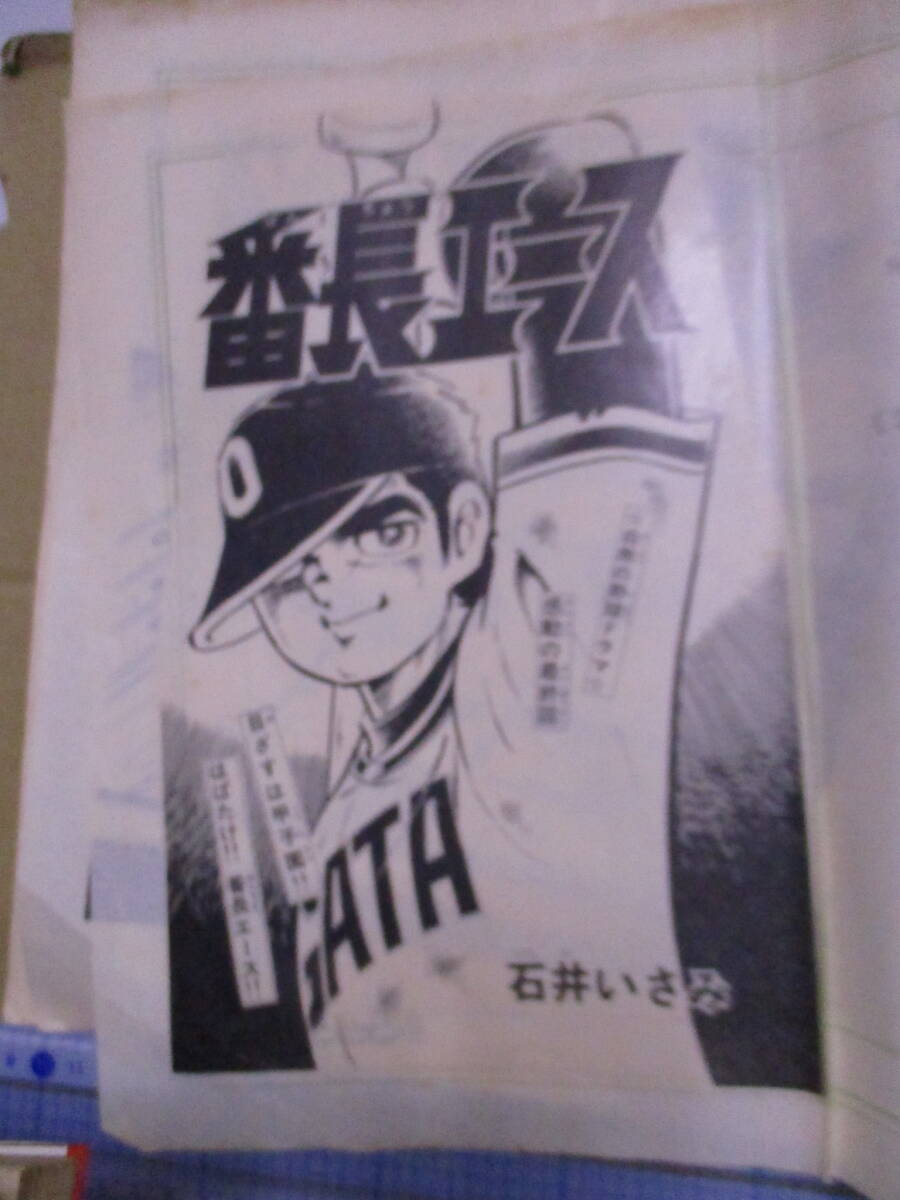 番長エース
O
感動の最終回
目ざすは甲子園!!
はばたけ!! 番長エース!!
GATA
石井いさみ